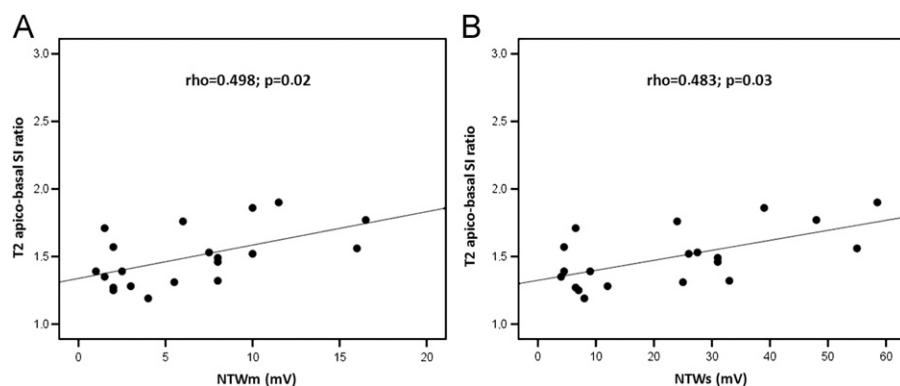 A
T2 apico-basal SI ratio
3.0
2.5
2.0
1.5
1.0
rho=0.498; p=0.02
0 5 10 15 20
NTWm (mV)
B
T2 apico-basal SI ratio
3.0
2.5
2.0
1.5
1.0
rho=0.483; p=0.03
0 10 20 30 40 50 60
NTWs (mV)